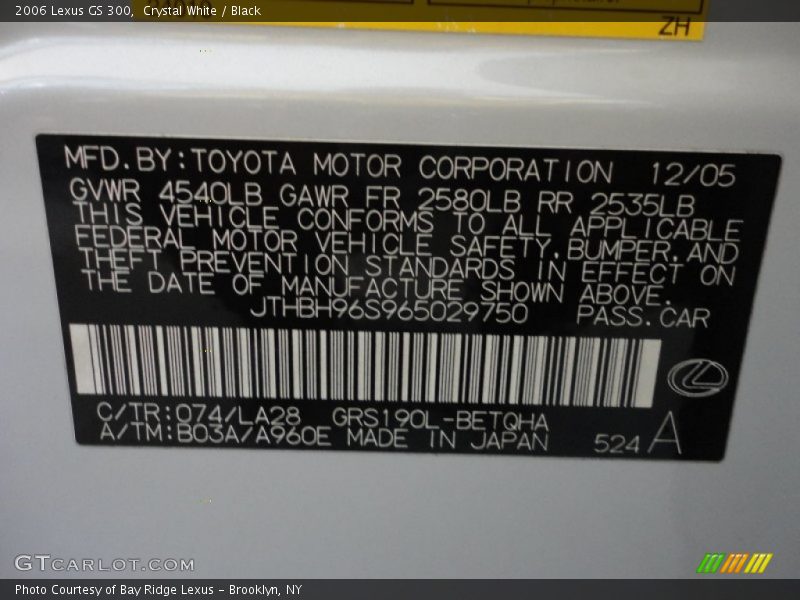 2006 Lexus GS 300,  Crystal White / Black
ZH
MFD.BY:TOYOTA MOTOR CORPORATION 12/05
GVWR 4540LB GAWR FR 2580LB RR 2535LB
THIS VEHICLE CONFORMS TO ALL APPLICABLE
FEDERAL MOTOR VEHICLE SAFETY,BUMPER,AND
THEFT PREVENTION STANDARDS IN EFFECT ON
THE DATE OF MANUFACTURE SHOWN ABOVE.
JTHBH96S965029750 PASS.CAR
C/TR:074/LA28 GRS190L-BETQHA
A/TM:B03A/A960E MADE IN JAPAN 524 A
GTCARLOT.COM
Photo Courtesy of Bay Ridge Lexus - Brooklyn, NY